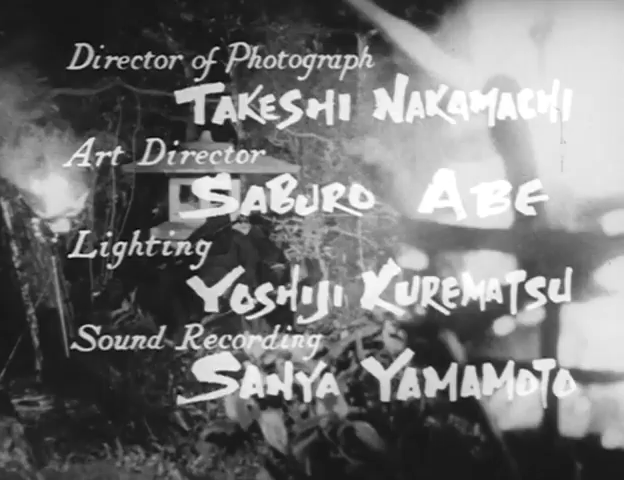 Director of Photograph
TAKESHI NAKAMACHI
Art Director
SABURO ABE
Lighting
YOSHIJI KUREMATSU
Sound Recording
SANYA YAMAMOTO